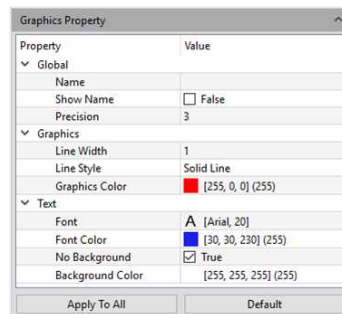 Graphics Property
Property Value
Global
Name
Show Name False
Precision 3
Graphics
Line Width 1
Line Style Solid Line
Graphics Color [255, 0, 0] (255)
Text
Font A [Arial, 20]
Font Color [30, 30, 230] (255)
No Background True
Background Color [255, 255, 255] (255)
Apply To All Default